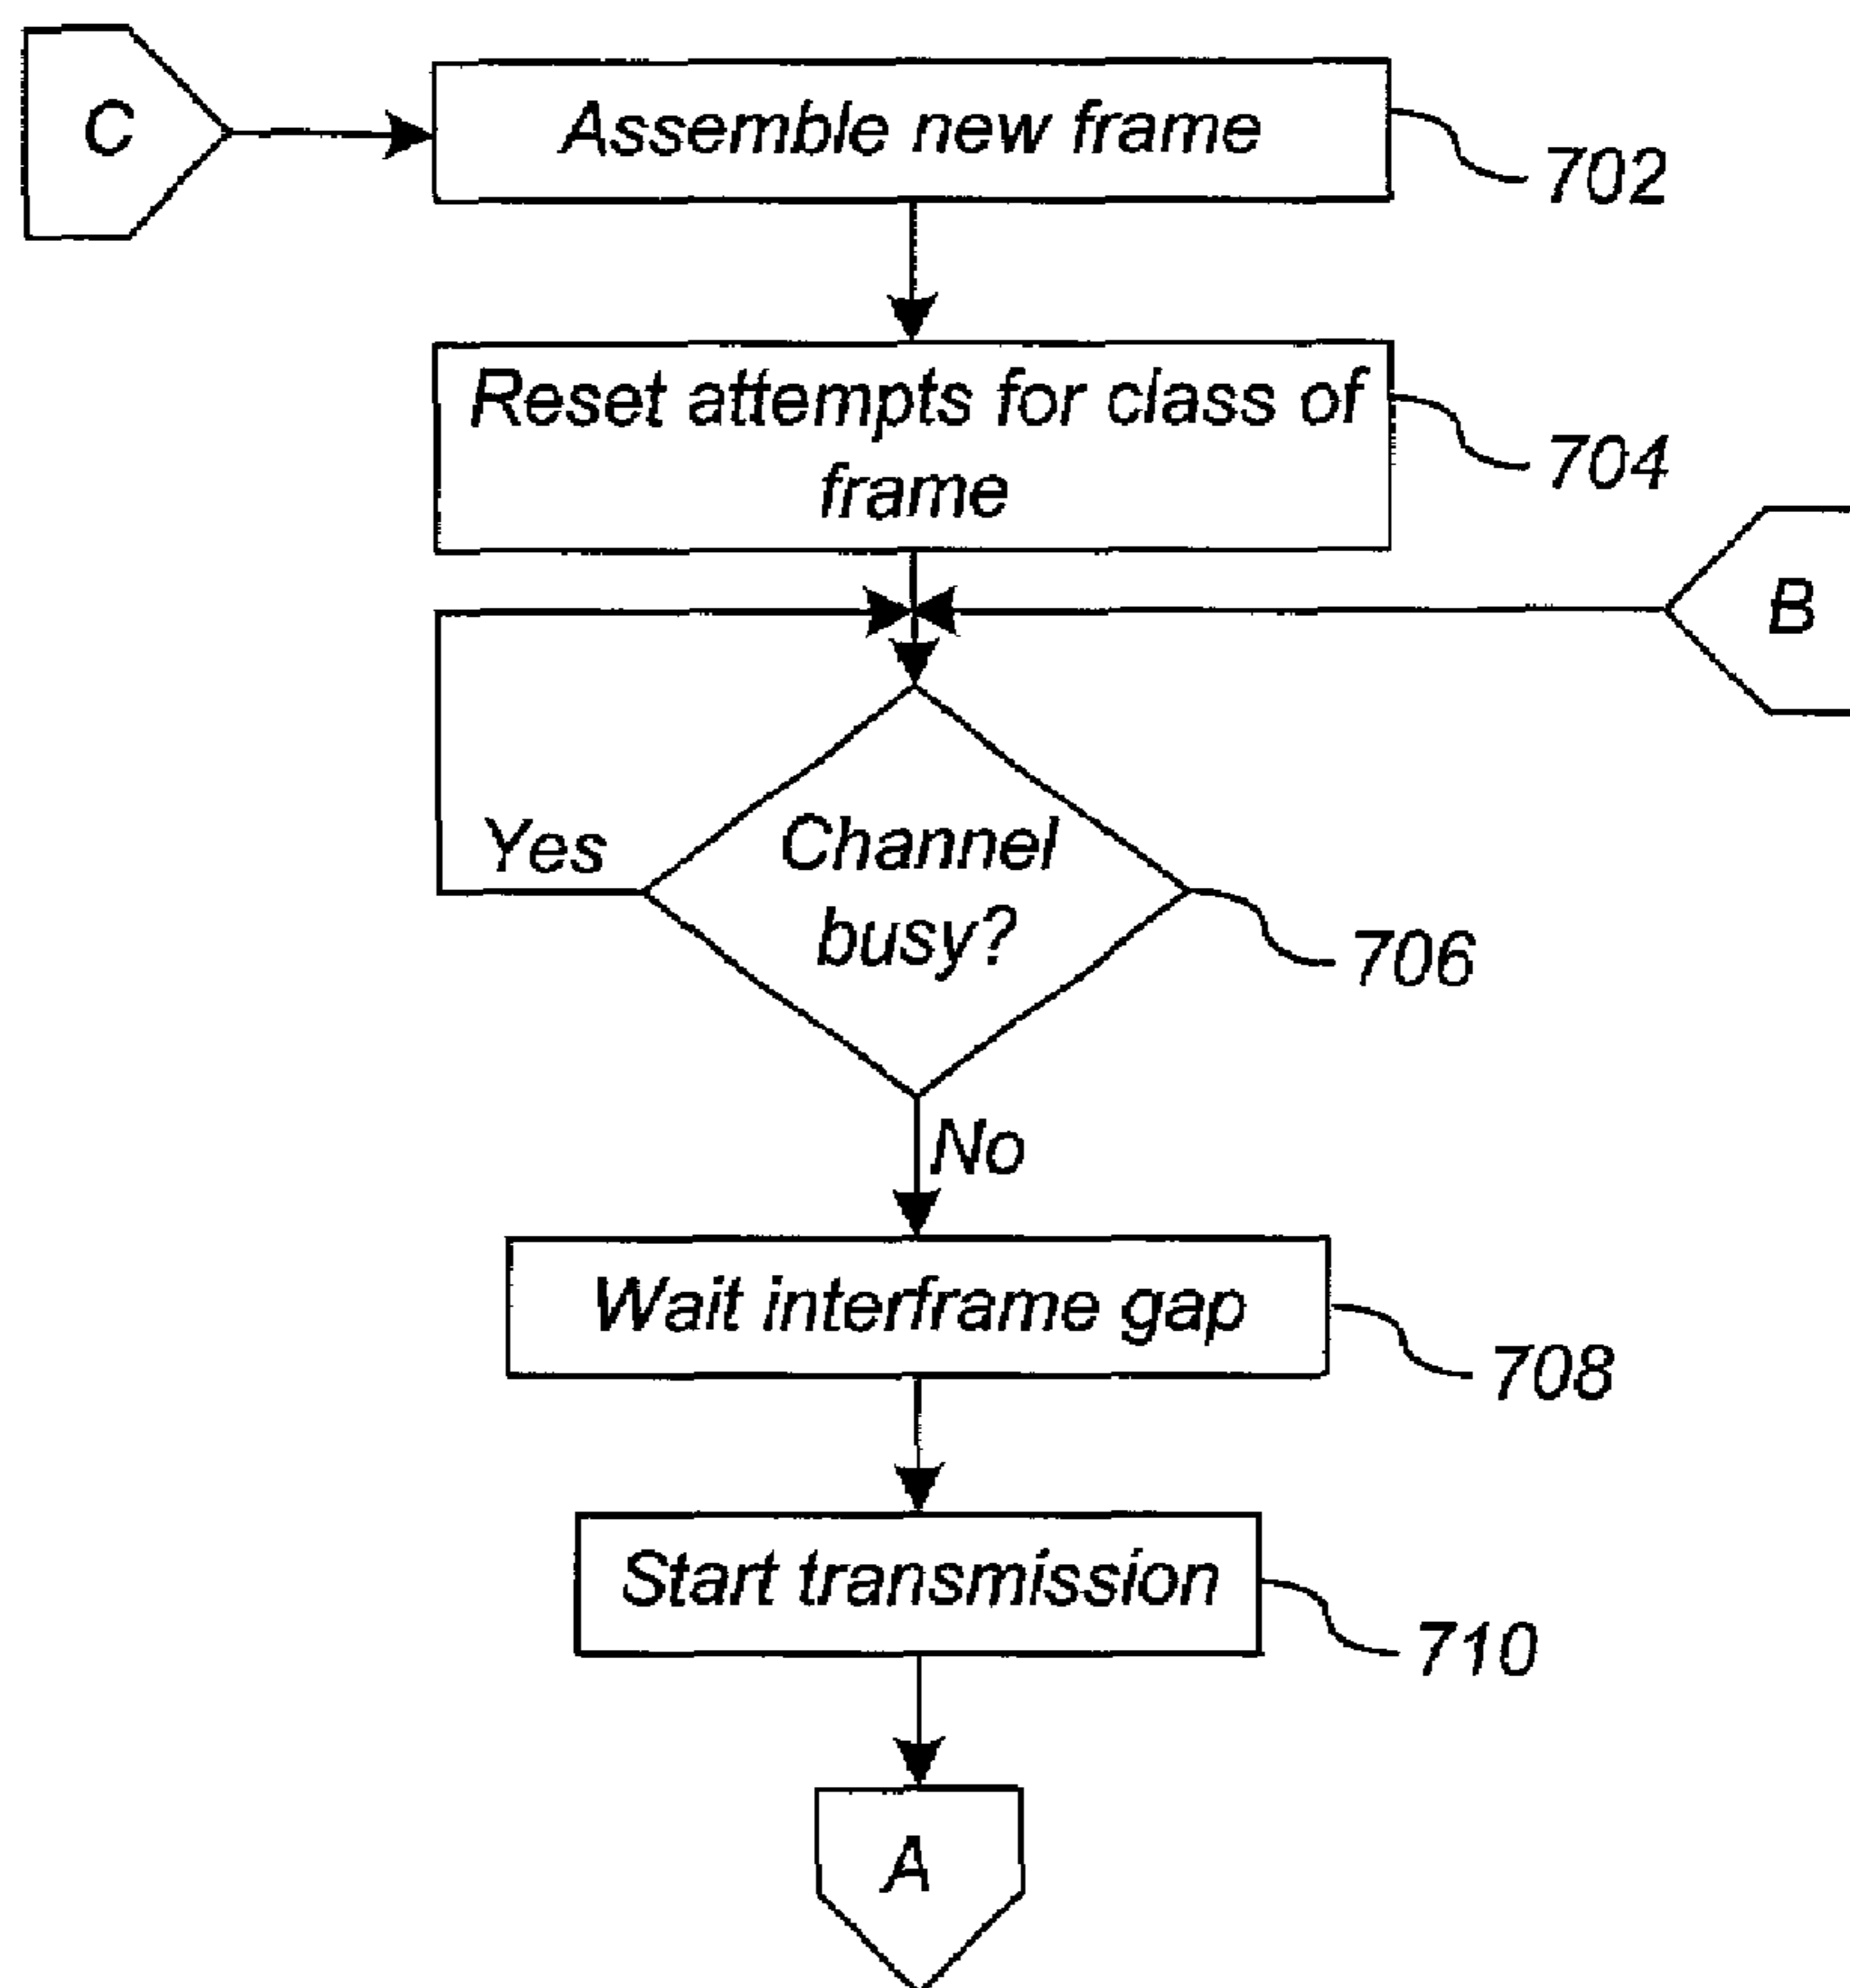 C
Assemble new frame
702
Reset attempts for class of
frame
704
B
Yes
Channel
busy?
706
No
Wait interframe gap
708
Start transmission
710
A